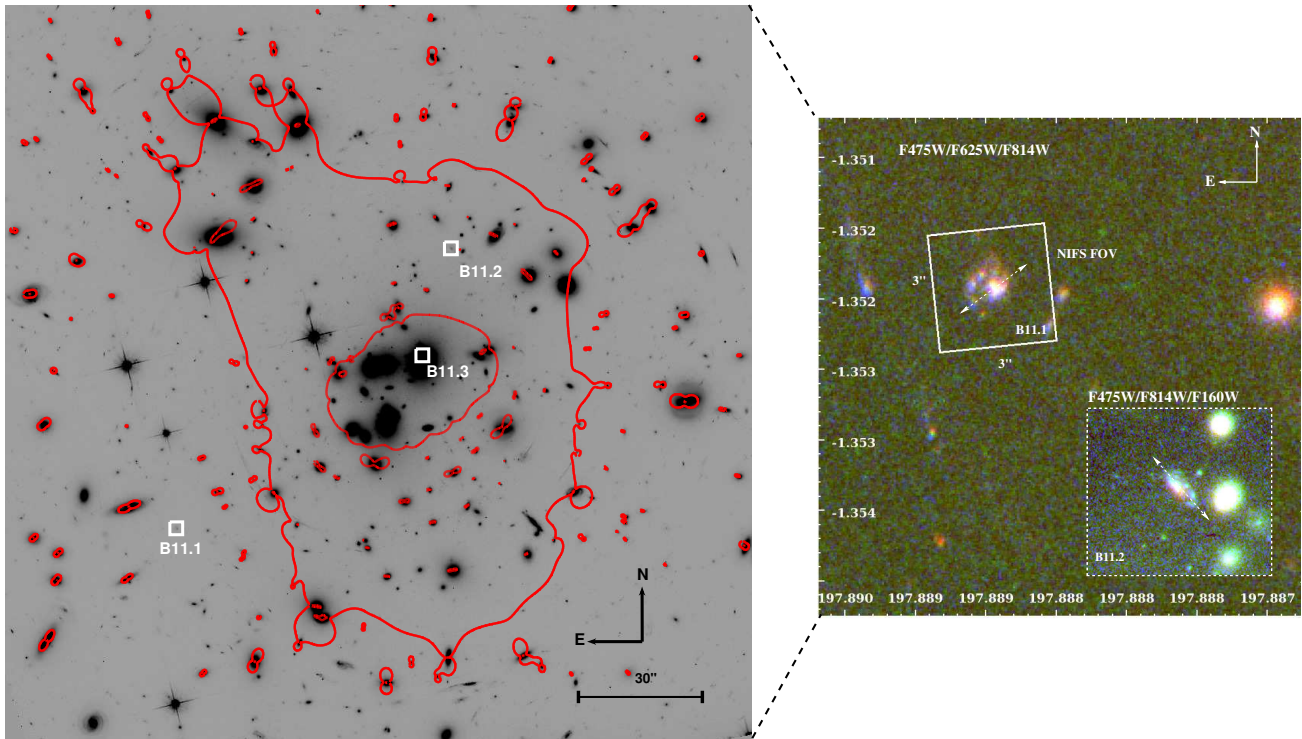 B11.2
B11.3
B11.1
N
E
30"
F475W/F625W/F814W
N
E
-1.351
-1.352
-1.352
-1.353
-1.353
-1.354
NIFS FOV
3"
B11.1
3"
F475W/F814W/F160W
B11.2
197.890
197.889
197.889
197.888
197.888
197.888
197.887